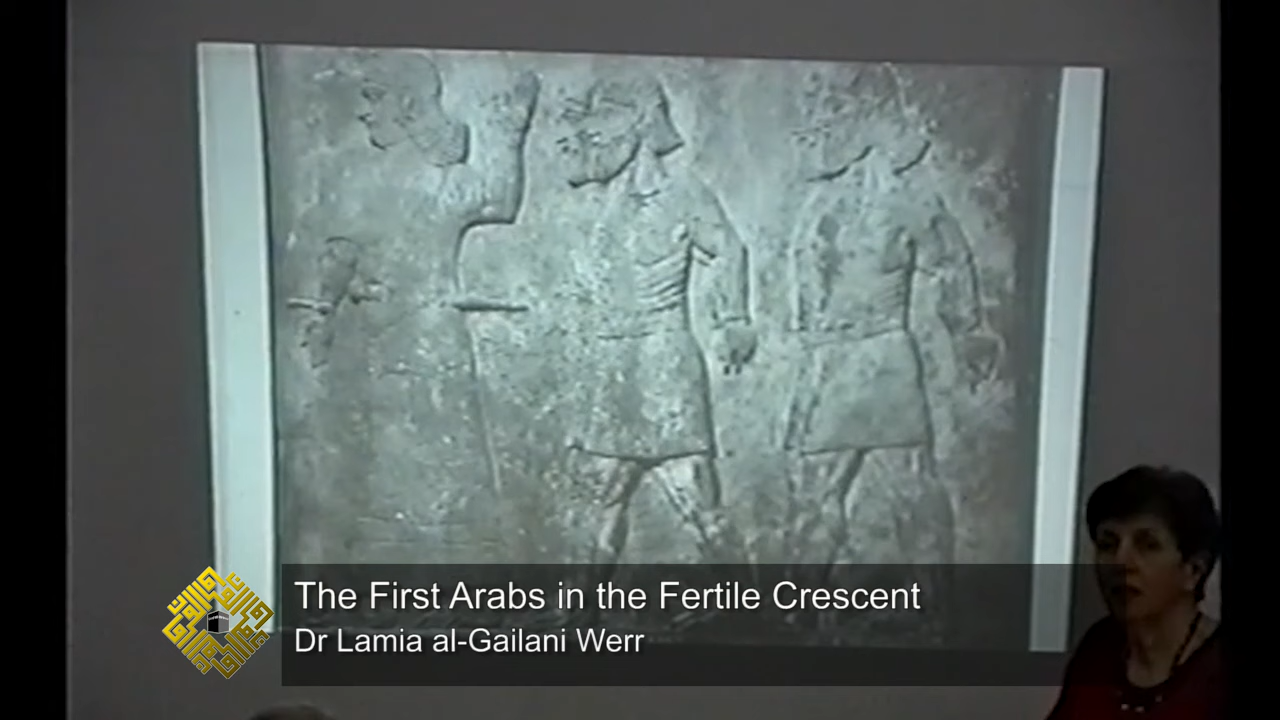 The First Arabs in the Fertile Crescent
Dr Lamia al-Gailani Werr